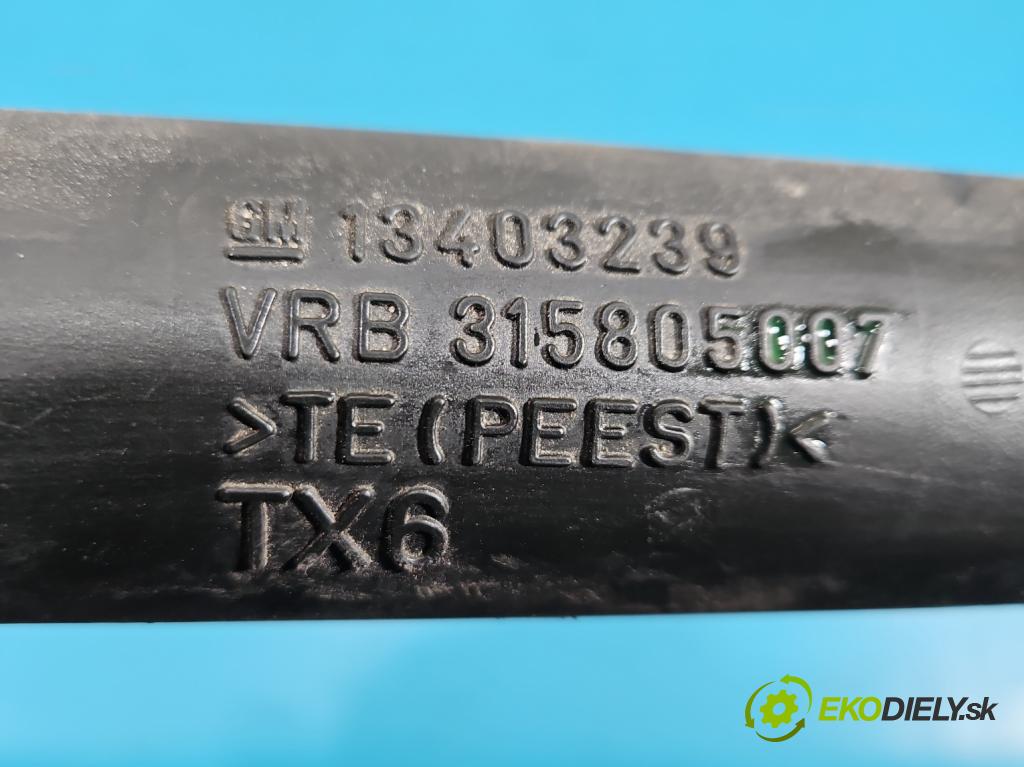 GM 13403239
VRB 315805007
>TE(PEEST)<
TX6
EKODIELY.sk